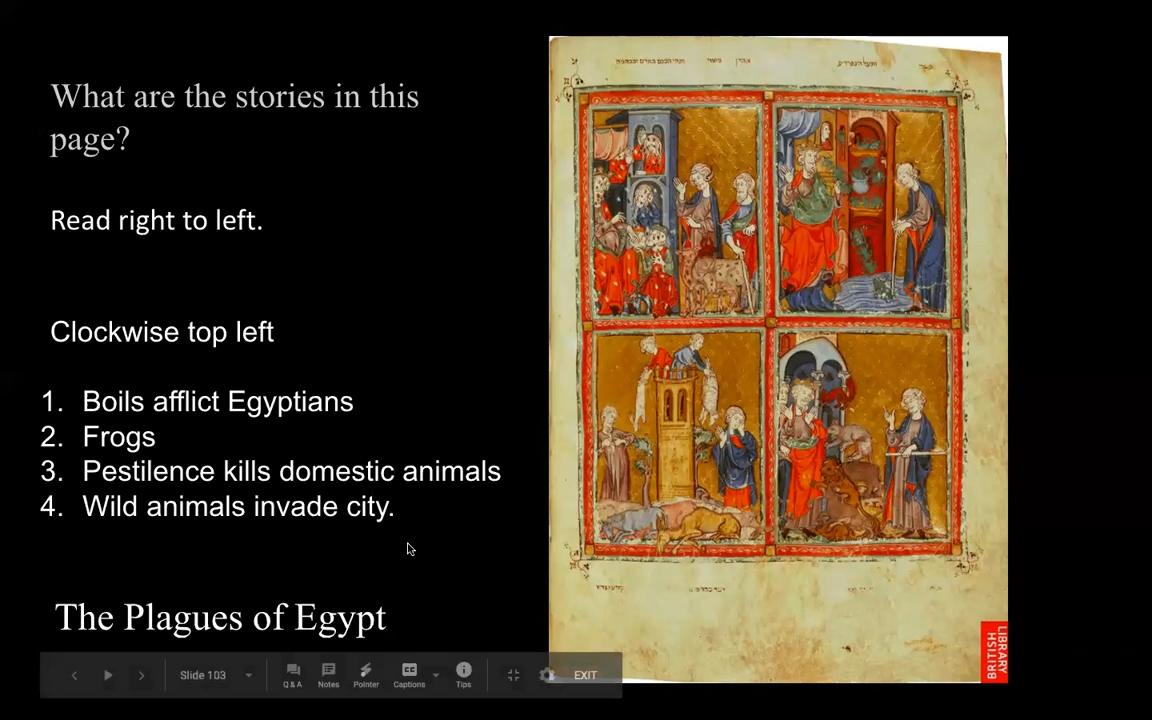 What are the stories in this
page?
Read right to left.
Clockwise top left
1. Boils afflict Egyptians
2. Frogs
3. Pestilence kills domestic animals
4. Wild animals invade city.
The Plagues of Egypt
Slide 103
Q & A
Notes
Pointer
Captions
Tips
EXIT
LIBRARY
BRITISH